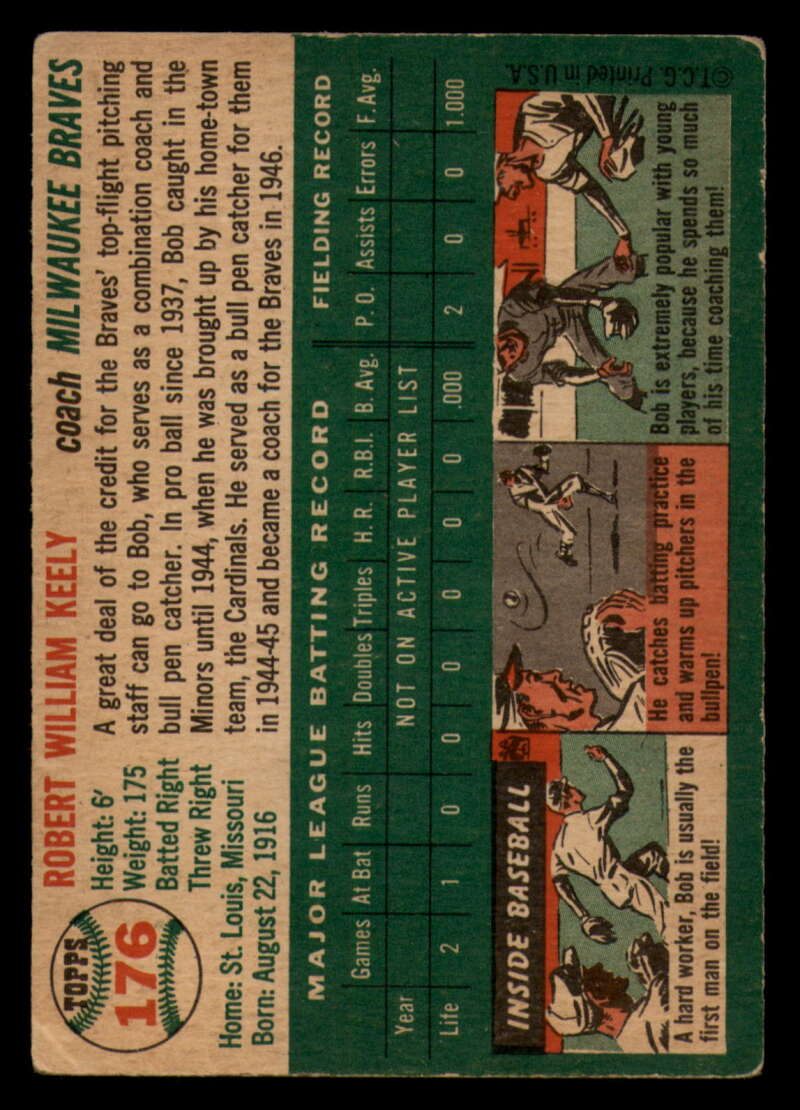 TOPPS
176
ROBERT WILLIAM KEELY coach MILWAUKEE BRAVES
Height: 6'
Weight: 175
Batted Right
Threw Right
Home: St. Louis, Missouri
Born: August 22, 1916
A great deal of the credit for the Braves' top-flight pitching
staff can go to Bob, who serves as a combination coach and
bull pen catcher. In pro ball since 1937, Bob caught in the
Minors until 1944, when he was brought up by his home-town
team, the Cardinals. He served as a bull pen catcher for them
in 1944-45 and became a coach for the Braves in 1946.
MAJOR LEAGUE BATTING RECORD FIELDING RECORD
Games At Bat Runs Hits Doubles Triples H.R. R.B.I. B. Avg. P. O. Assists Errors F. Avg.
Year NOT ON ACTIVE PLAYER LIST
Life 2 1 0 0 0 0 0 0 .000 2 0 0 1.000
INSIDE BASEBALL
A hard worker, Bob is usually the
first man on the field!
He catches batting practice
and warms up pitchers in the
bullpen!
Bob is extremely popular with young
players, because he spends so much
of his time coaching them!
©T.C.G. Printed in U.S.A.